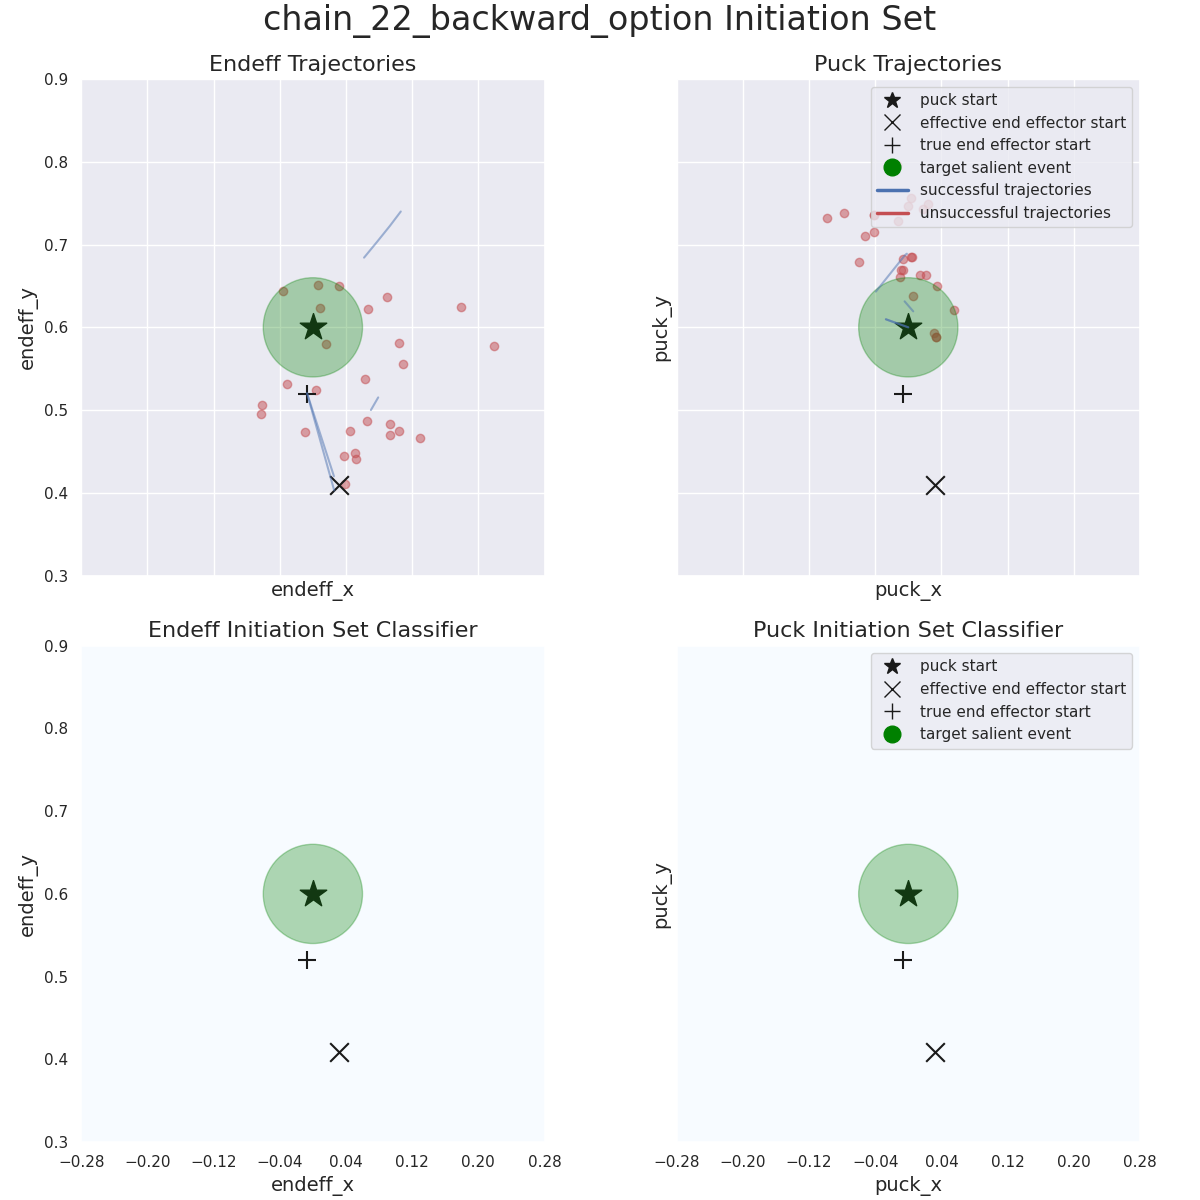 chain_22_backward_option Initiation Set
Endeff Trajectories
Puck Trajectories
0.9
0.8
0.7
0.6
0.5
0.4
0.3
endeff_y
endeff_x
puck_y
puck_x
puck start
effective end effector start
true end effector start
target salient event
successful trajectories
unsuccessful trajectories
Endeff Initiation Set Classifier
Puck Initiation Set Classifier
0.9
0.8
0.7
0.6
0.5
0.4
0.3
endeff_y
−0.28 −0.20 −0.12 −0.04 0.04 0.12 0.20 0.28
endeff_x
puck_y
puck start
effective end effector start
true end effector start
target salient event
−0.28 −0.20 −0.12 −0.04 0.04 0.12 0.20 0.28
puck_x